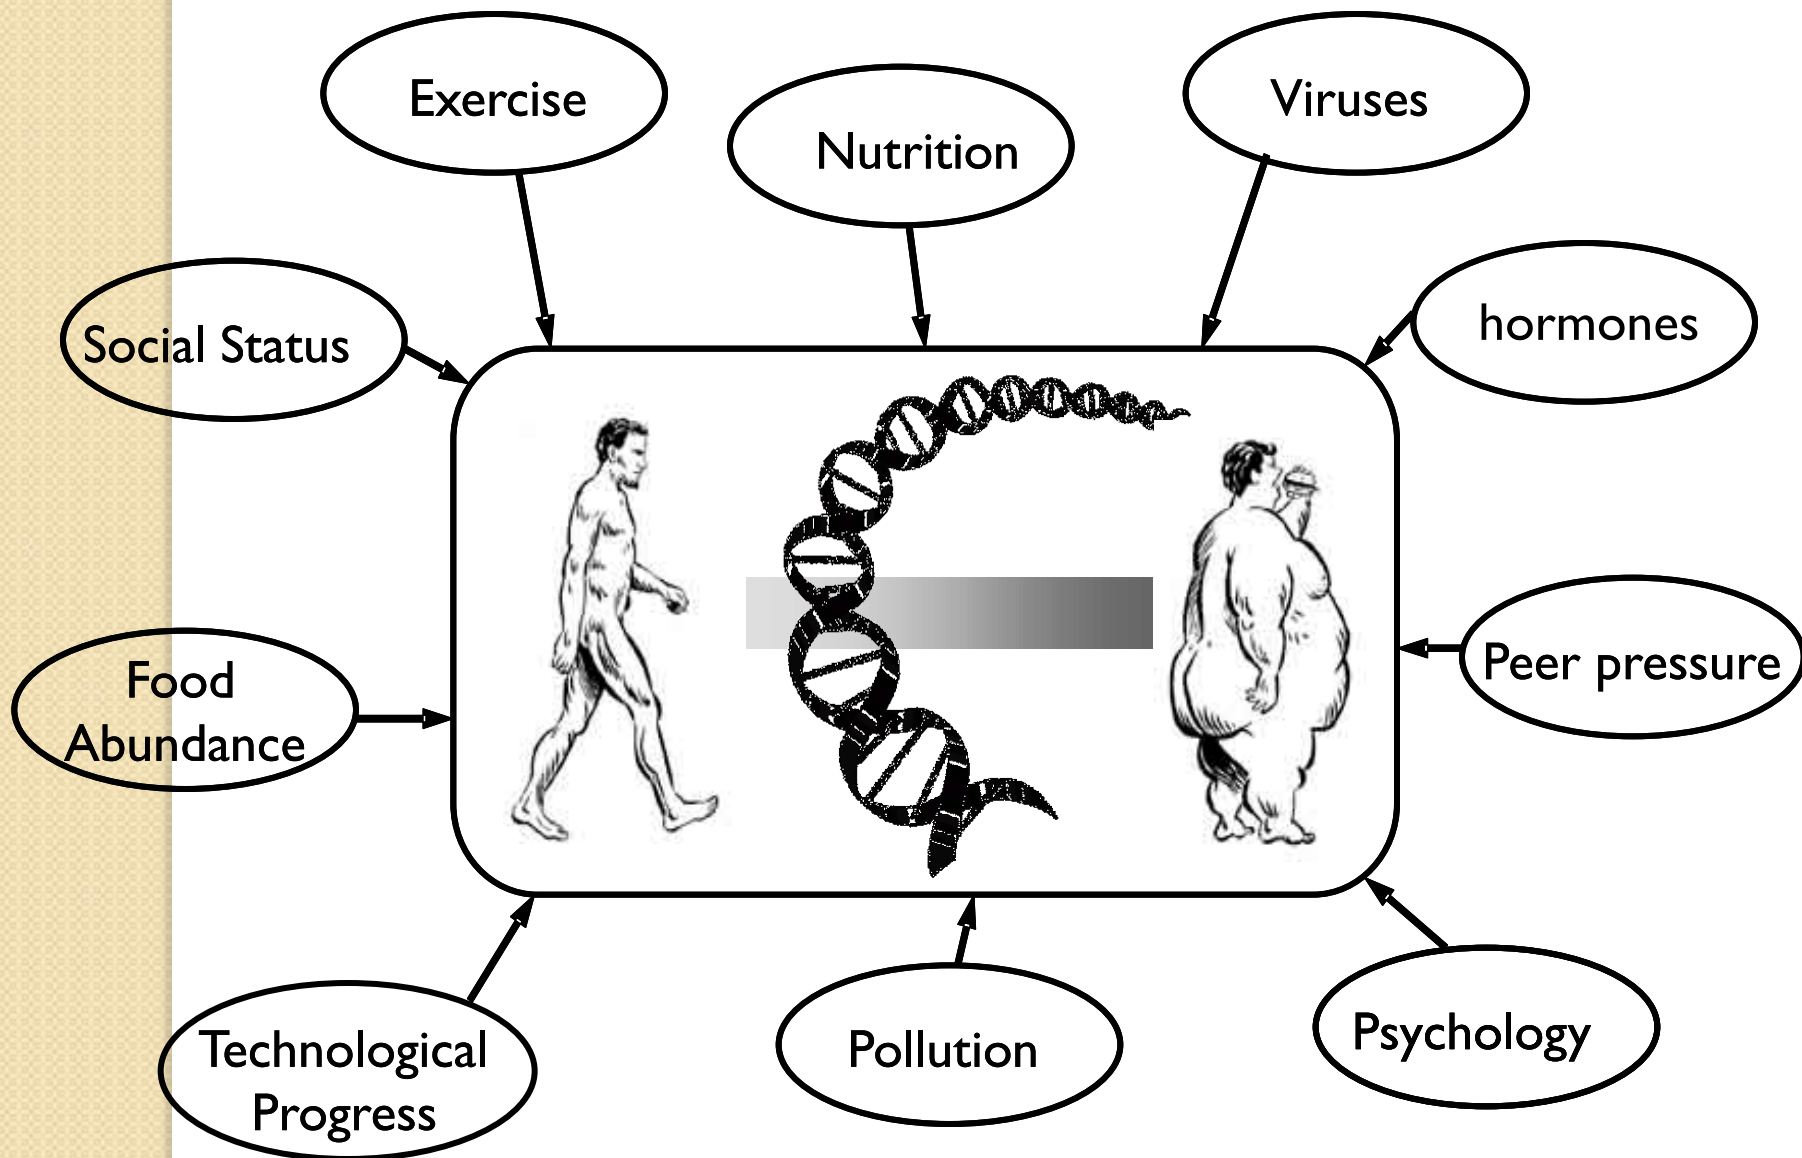 Exercise
Nutrition
Viruses
Social Status
hormones
Food
Abundance
Peer pressure
Technological
Progress
Pollution
Psychology